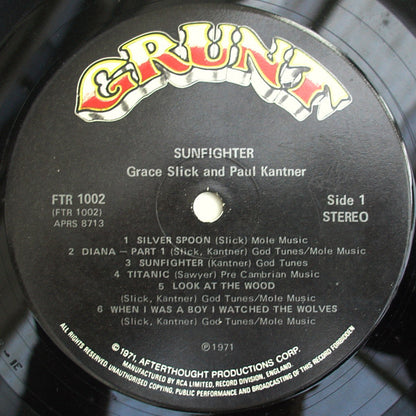 GRUNT
SUNFIGHTER
Grace Slick and Paul Kantner
FTR 1002
(FTR 1002)
APRS 8713
Side 1
STEREO
1 SILVER SPOON (Slick) Mole Music
2 DIANA — PART 1 (Slick, Kantner) God Tunes/Mole Music
3 SUNFIGHTER (Kantner) God Tunes
4 TITANIC (Sawyer) Pre Cambrian Music
5 LOOK AT THE WOOD
(Slick, Kantner) God Tunes/Mole Music
6 WHEN I WAS A BOY I WATCHED THE WOLVES
(Slick, Kantner) God Tunes/Mole Music
℗1971
© 1971, AFTERTHOUGHT PRODUCTIONS CORP.
MANUFACTURED BY RCA LIMITED, RECORD DIVISION, ENGLAND.
ALL RIGHTS RESERVED. UNAUTHORISED COPYING, PUBLIC PERFORMANCE AND BROADCASTING OF THIS RECORD FORBIDDEN